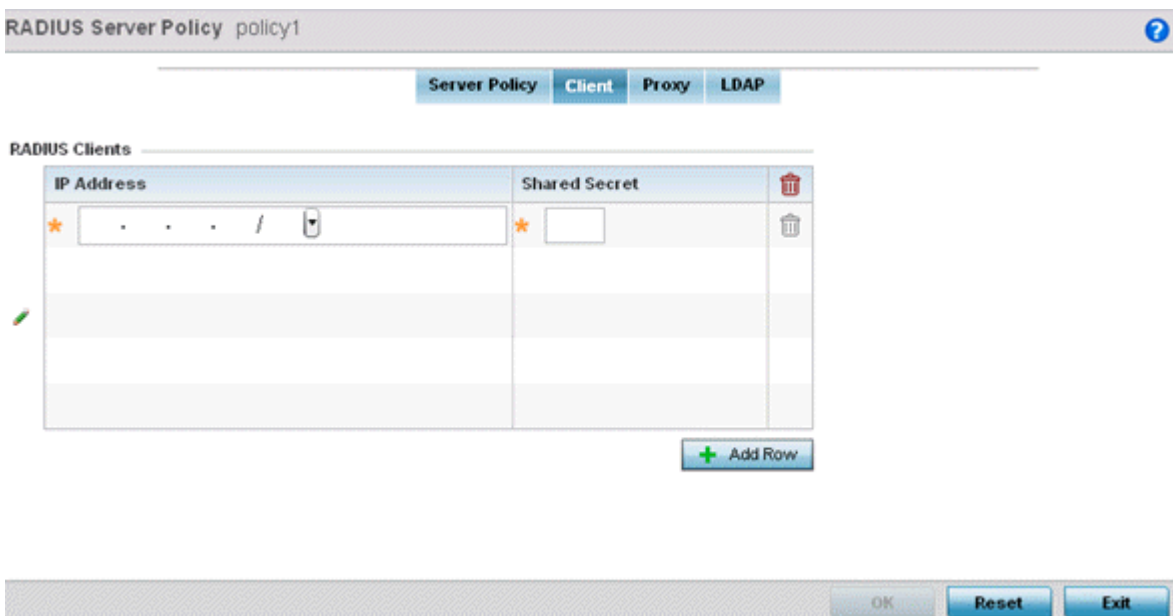 RADIUS Server Policy policy1
?
Server Policy Client Proxy LDAP
RADIUS Clients
IP Address Shared Secret
* . . . / *
+ Add Row
OK Reset Exit